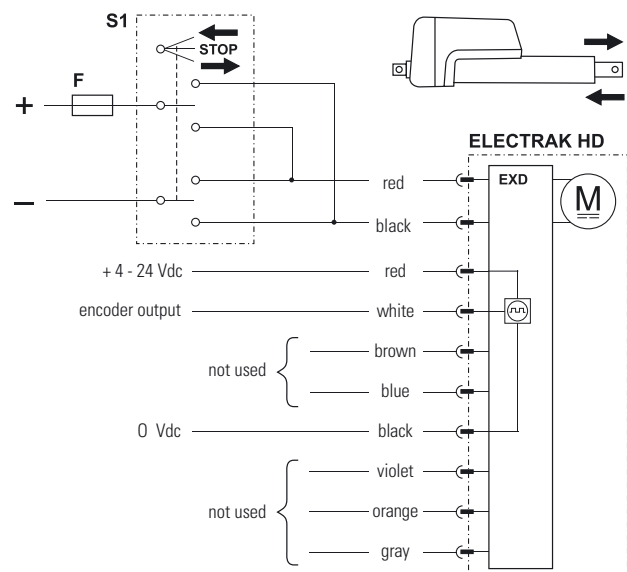 S1
STOP
F
+
−
ELECTRAK HD
EXD
M
red
black
+ 4 - 24 Vdc
red
encoder output
white
not used
brown
blue
0 Vdc
black
not used
violet
orange
gray